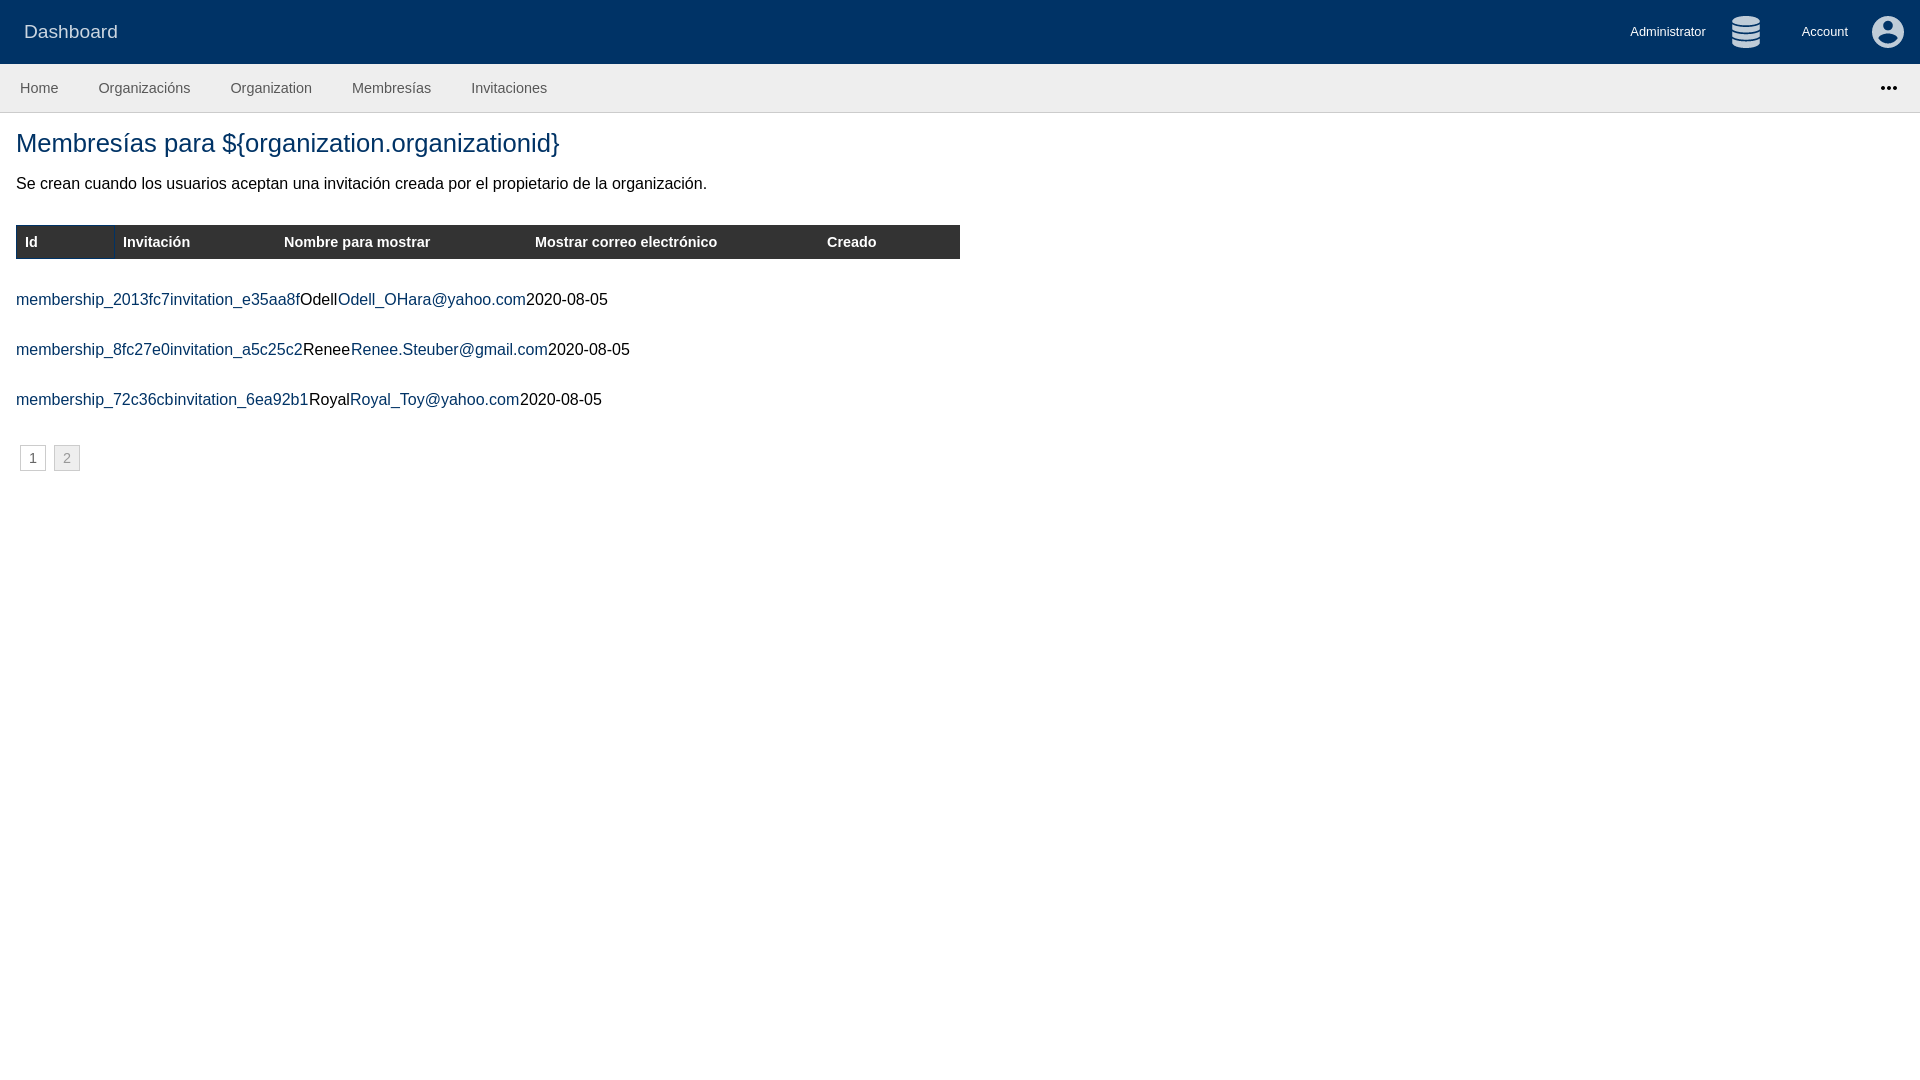 Dashboard Administrator Account
Home Organizacións Organization Membresías Invitaciones
Membresías para ${organization.organizationid}
Se crean cuando los usuarios aceptan una invitación creada por el propietario de la organización.
Id Invitación Nombre para mostrar Mostrar correo electrónico Creado
membership_2013fc7invitation_e35aa8fOdellOdell_OHara@yahoo.com2020-08-05
membership_8fc27e0invitation_a5c25c2ReneeRenee.Steuber@gmail.com2020-08-05
membership_72c36cbinvitation_6ea92b1RoyalRoyal_Toy@yahoo.com2020-08-05
1 2